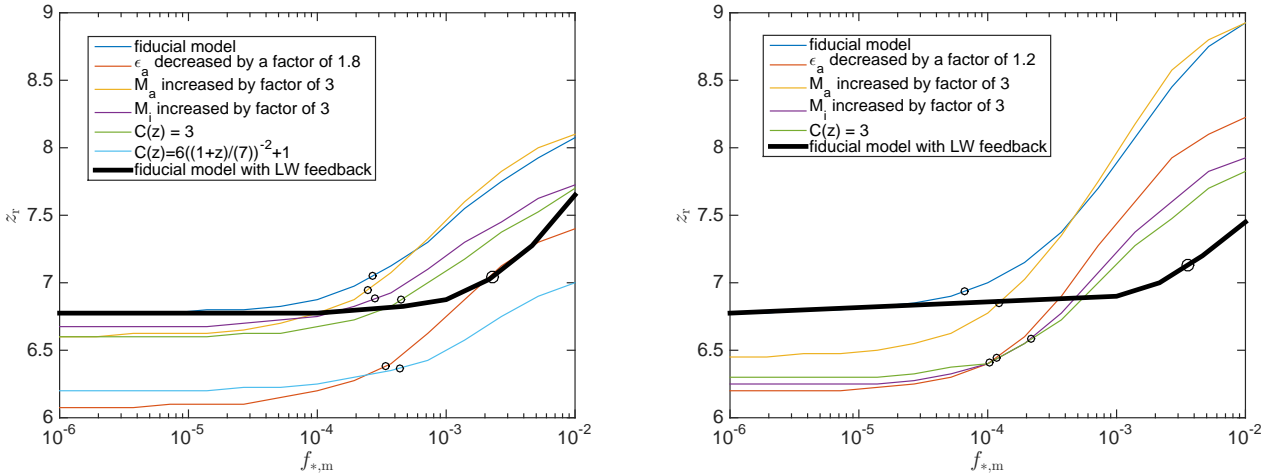 9
8.5
8
7.5
7
6.5
6
z_r
fiducial model
ϵ_a decreased by a factor of 1.8
M_a increased by factor of 3
M_i increased by factor of 3
C(z) = 3
C(z)=6((1+z)/(7))^-2+1
fiducial model with LW feedback
10^-6 10^-5 10^-4 10^-3 10^-2
f_*,m
9
8.5
8
7.5
7
6.5
6
z_r
fiducial model
ϵ_a decreased by a factor of 1.2
M_a increased by factor of 3
M_i increased by factor of 3
C(z) = 3
fiducial model with LW feedback
10^-6 10^-5 10^-4 10^-3 10^-2
f_*,m